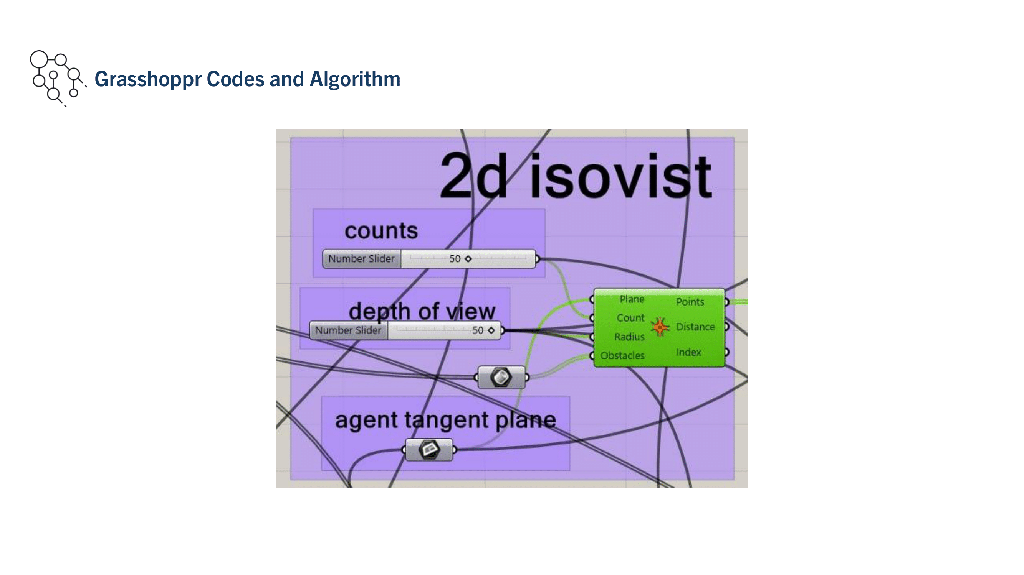 Grasshoppr Codes and Algorithm
2d isovist
counts
Number Slider 50
depth of view
Number Slider 50
Plane
Count
Radius
Obstacles
Points
Distance
Index
agent tangent plane